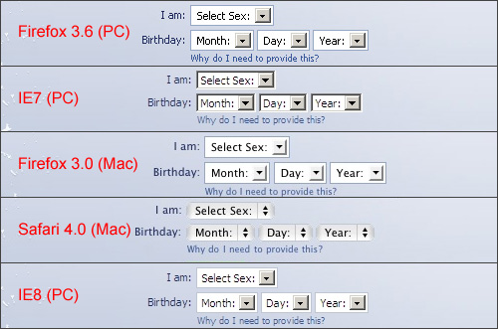 Firefox 3.6 (PC)
I am: Select Sex:
Birthday: Month: Day: Year:
Why do I need to provide this?
IE7 (PC)
I am: Select Sex:
Birthday: Month: Day: Year:
Why do I need to provide this?
Firefox 3.0 (Mac)
I am: Select Sex:
Birthday: Month: Day: Year:
Why do I need to provide this?
Safari 4.0 (Mac)
I am: Select Sex:
Birthday: Month: Day: Year:
Why do I need to provide this?
IE8 (PC)
I am: Select Sex:
Birthday: Month: Day: Year:
Why do I need to provide this?